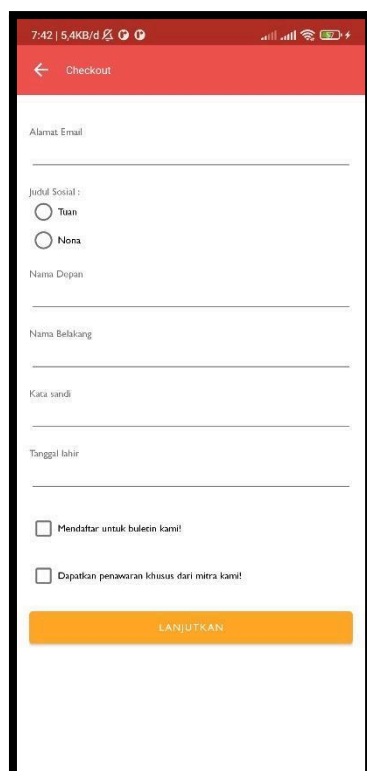 7:42 | 5,4KB/d
57
Checkout
Alamat Email
Judul Sosial :
Tuan
Nona
Nama Depan
Nama Belakang
Kata sandi
Tanggal lahir
Mendaftar untuk buletin kami!
Dapatkan penawaran khusus dari mitra kami!
LANJUTKAN